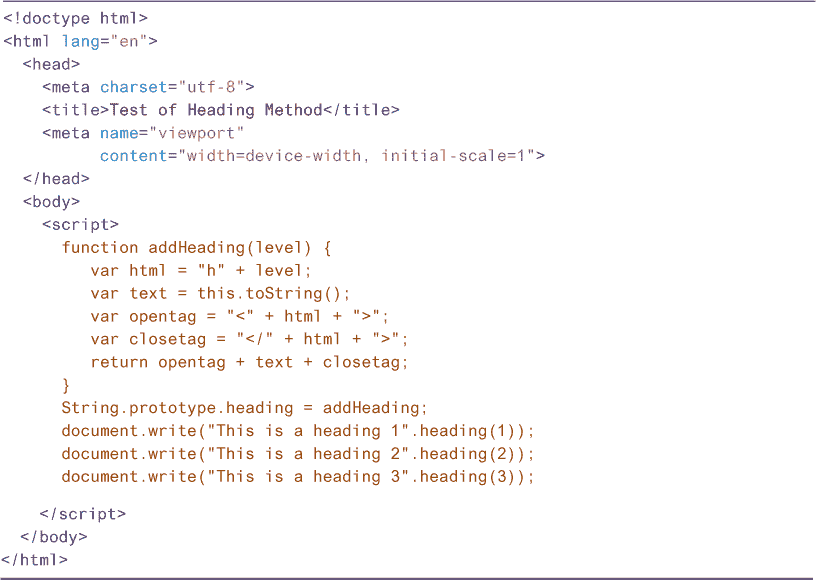 <!doctype html>
<html lang="en">
  <head>
    <meta charset="utf-8">
    <title>Test of Heading Method</title>
    <meta name="viewport"
          content="width=device-width, initial-scale=1">
  </head>
  <body>
    <script>
      function addHeading(level) {
         var html = "h" + level;
         var text = this.toString();
         var opentag = "<" + html + ">";
         var closetag = "</" + html + ">";
         return opentag + text + closetag;
      }
      String.prototype.heading = addHeading;
      document.write("This is a heading 1".heading(1));
      document.write("This is a heading 2".heading(2));
      document.write("This is a heading 3".heading(3));
    </script>
  </body>
</html>